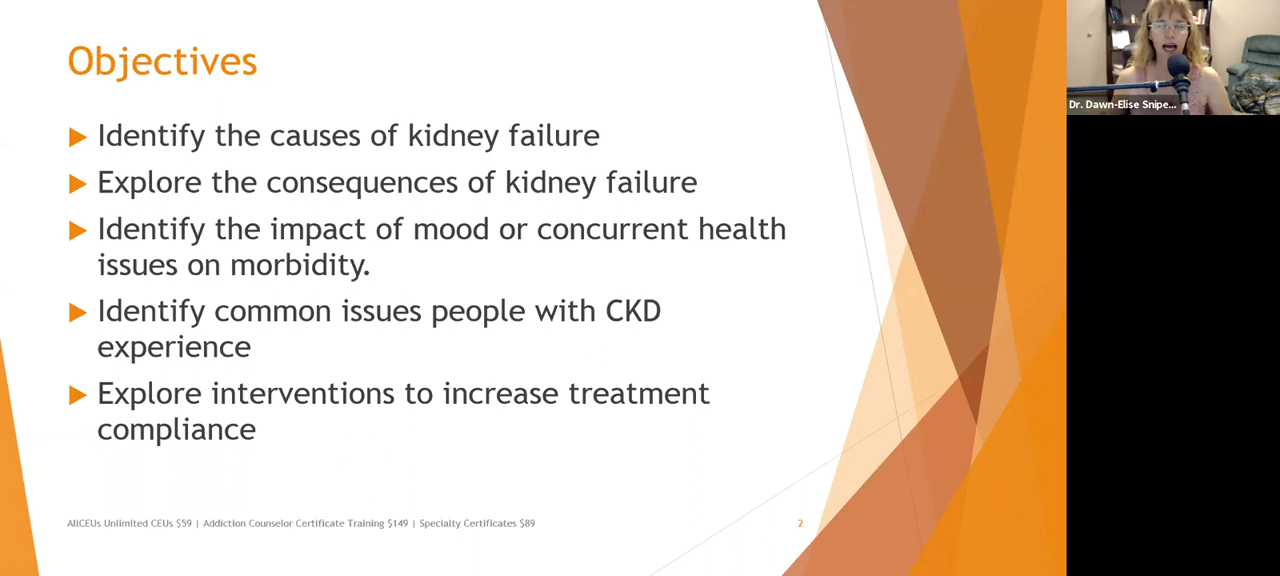 Objectives
Identify the causes of kidney failure
Explore the consequences of kidney failure
Identify the impact of mood or concurrent health
issues on morbidity.
Identify common issues people with CKD
experience
Explore interventions to increase treatment
compliance
AllCEUs Unlimited CEUs $59 | Addiction Counselor Certificate Training $149 | Specialty Certificates $89
2
Dr. Dawn-Elise Snipe...